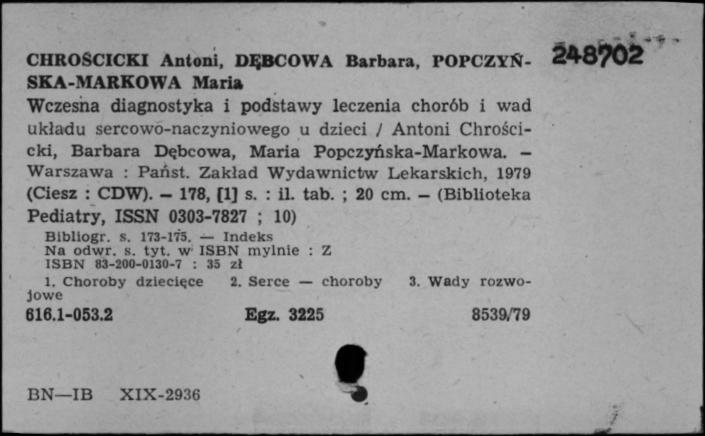 CHROŚCICKI Antoni, DĘBCOWA Barbara, POPCZYŃ-
SKA-MARKOWA Maria
248702
Wczesna diagnostyka i podstawy leczenia chorób i wad
układu sercowo-naczyniowego u dzieci / Antoni Chrości-
cki, Barbara Dębcowa, Maria Popczyńska-Markowa. —
Warszawa : Państ. Zakład Wydawnictw Lekarskich, 1979
(Ciesz : CDW). — 178, [1] s. : il. tab. ; 20 cm. — (Biblioteka
Pediatry, ISSN 0303-7827 ; 10)
Bibliogr. s. 173-175. — Indeks
Na odwr. s. tyt. w ISBN mylnie : Z
ISBN 83-200-0130-7 : 35 zł
1. Choroby dziecięce 2. Serce — choroby 3. Wady rozwo-
jowe
616.1-053.2 Egz. 3225 8539/79
BN—IB XIX-2936